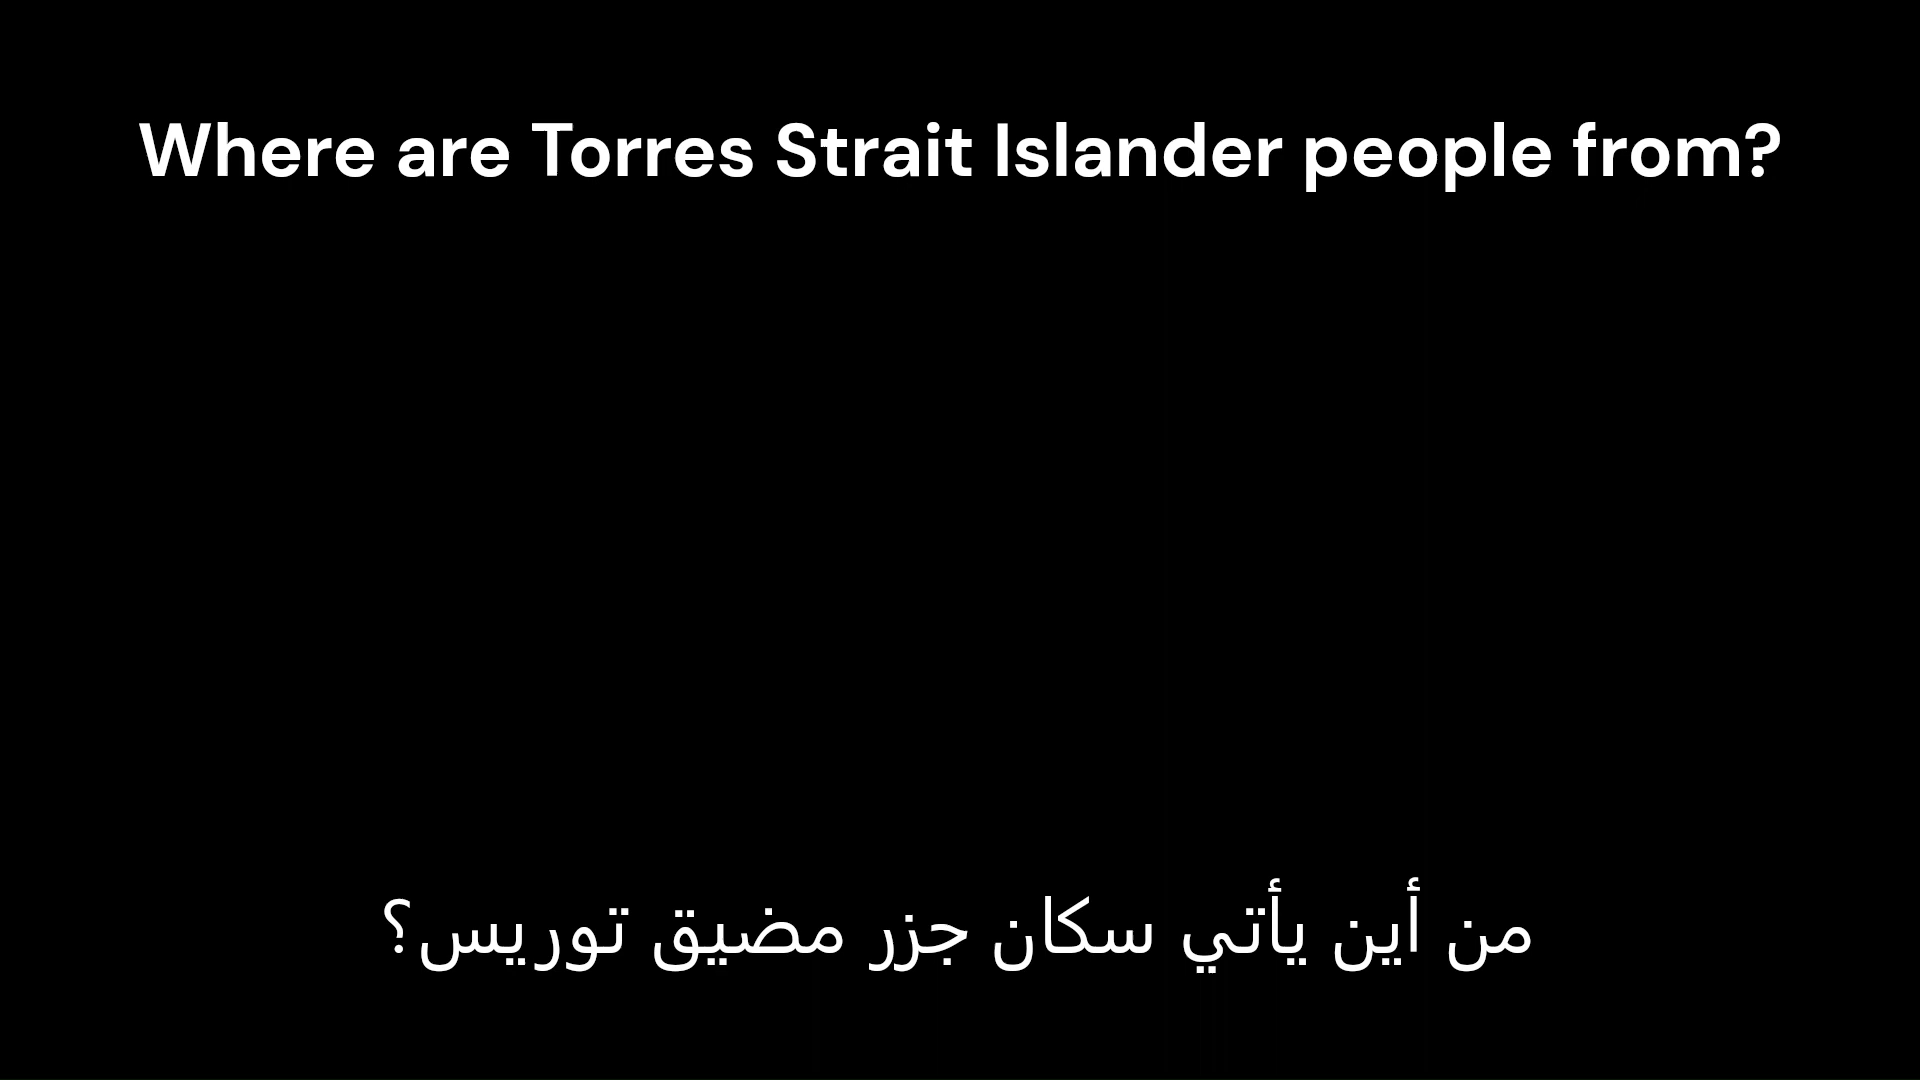 Where are Torres Strait Islander people from?
من أين يأتي سكان جزر مضيق توريس؟